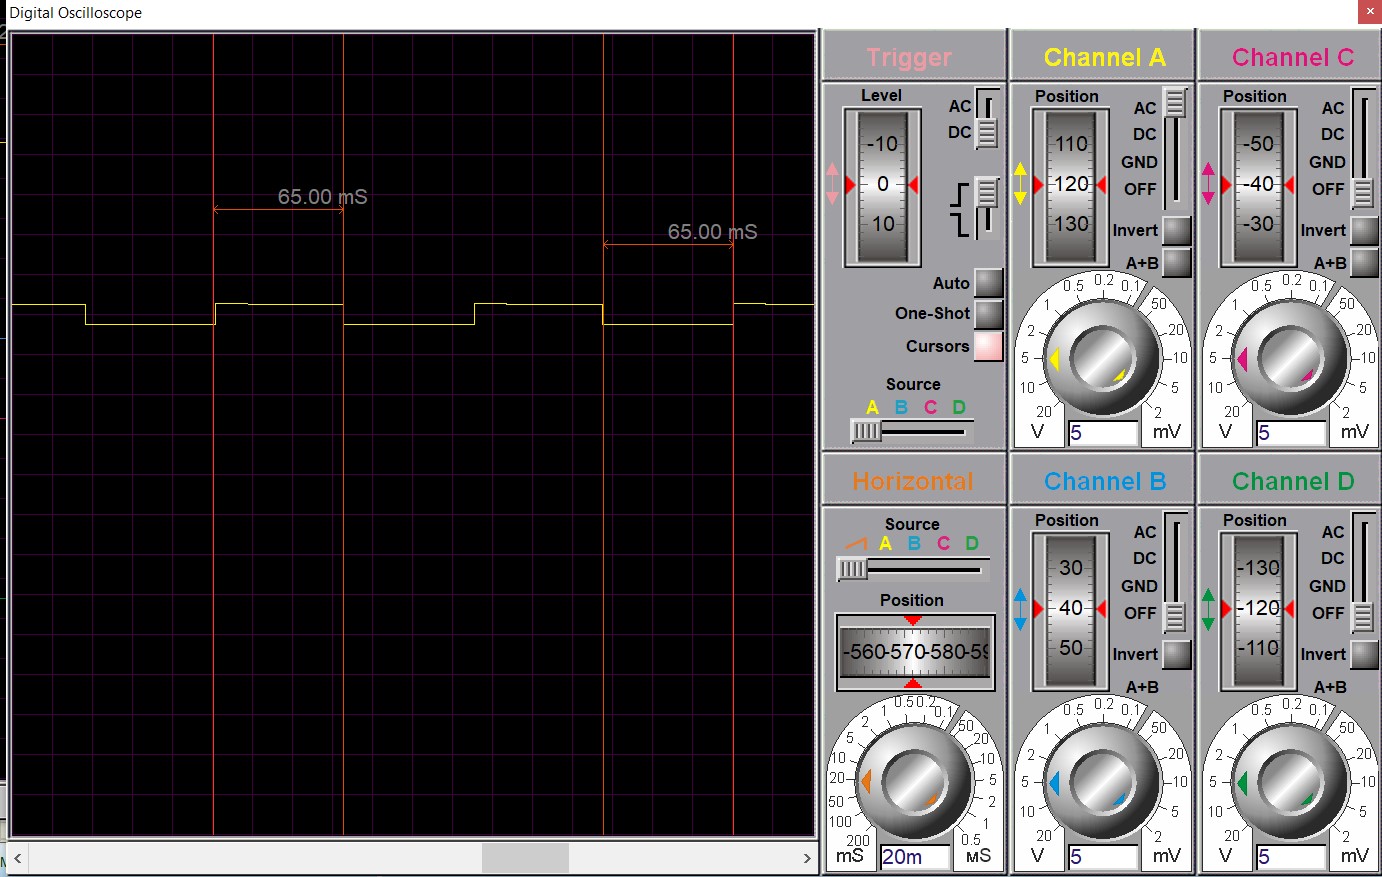 Digital Oscilloscope
65.00 mS
65.00 mS
Trigger
Level
-10
0
10
AC
DC
Auto
One-Shot
Cursors
Source
A B C D
Channel A
Position
110
120
130
AC
DC
GND
OFF
Invert
A+B
20
10
5
2
1
0.5
0.2
0.1
50
20
10
5
2
V
5
mV
Channel C
Position
-50
-40
-30
AC
DC
GND
OFF
Invert
A+B
20
10
5
2
1
0.5
0.2
0.1
50
20
10
5
2
V
5
mV
Horizontal
Source
A B C D
Position
-560 -570 -580 -59
200
100
50
20
10
5
2
1
0.5
0.2
0.1
50
20
10
5
2
1
0.5
mS
20m
мS
Channel B
Position
30
40
50
AC
DC
GND
OFF
Invert
A+B
20
10
5
2
1
0.5
0.2
0.1
50
20
10
5
2
V
5
mV
Channel D
Position
-130
-120
-110
AC
DC
GND
OFF
Invert
A+B
20
10
5
2
1
0.5
0.2
0.1
50
20
10
5
2
V
5
mV